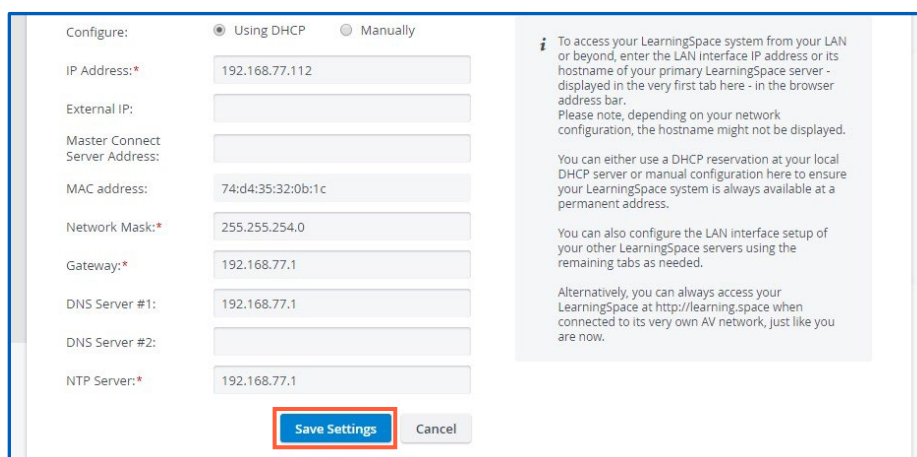 Configure: Using DHCP Manually
IP Address:* 192.168.77.112
External IP:
Master Connect
Server Address:
MAC address: 74:d4:35:32:0b:1c
Network Mask:* 255.255.254.0
Gateway:* 192.168.77.1
DNS Server #1: 192.168.77.1
DNS Server #2:
NTP Server:* 192.168.77.1
Save Settings Cancel
i To access your LearningSpace system from your LAN
or beyond, enter the LAN interface IP address or its
hostname of your primary LearningSpace server -
displayed in the very first tab here - in the browser
address bar.
Please note, depending on your network
configuration, the hostname might not be displayed.
You can either use a DHCP reservation at your local
DHCP server or manual configuration here to ensure
your LearningSpace system is always available at a
permanent address.
You can also configure the LAN interface setup of
your other LearningSpace servers using the
remaining tabs as needed.
Alternatively, you can always access your
LearningSpace at http://learning.space when
connected to its very own AV network, just like you
are now.